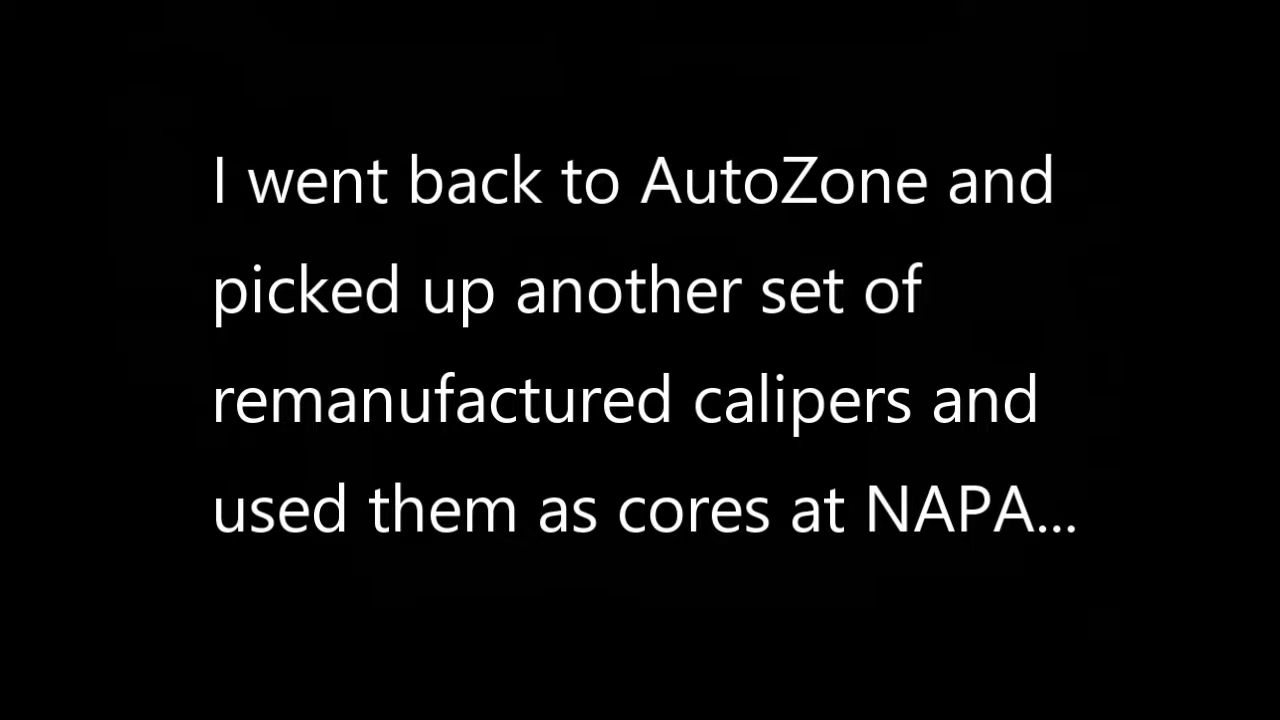 I went back to AutoZone and
picked up another set of
remanufactured calipers and
used them as cores at NAPA...